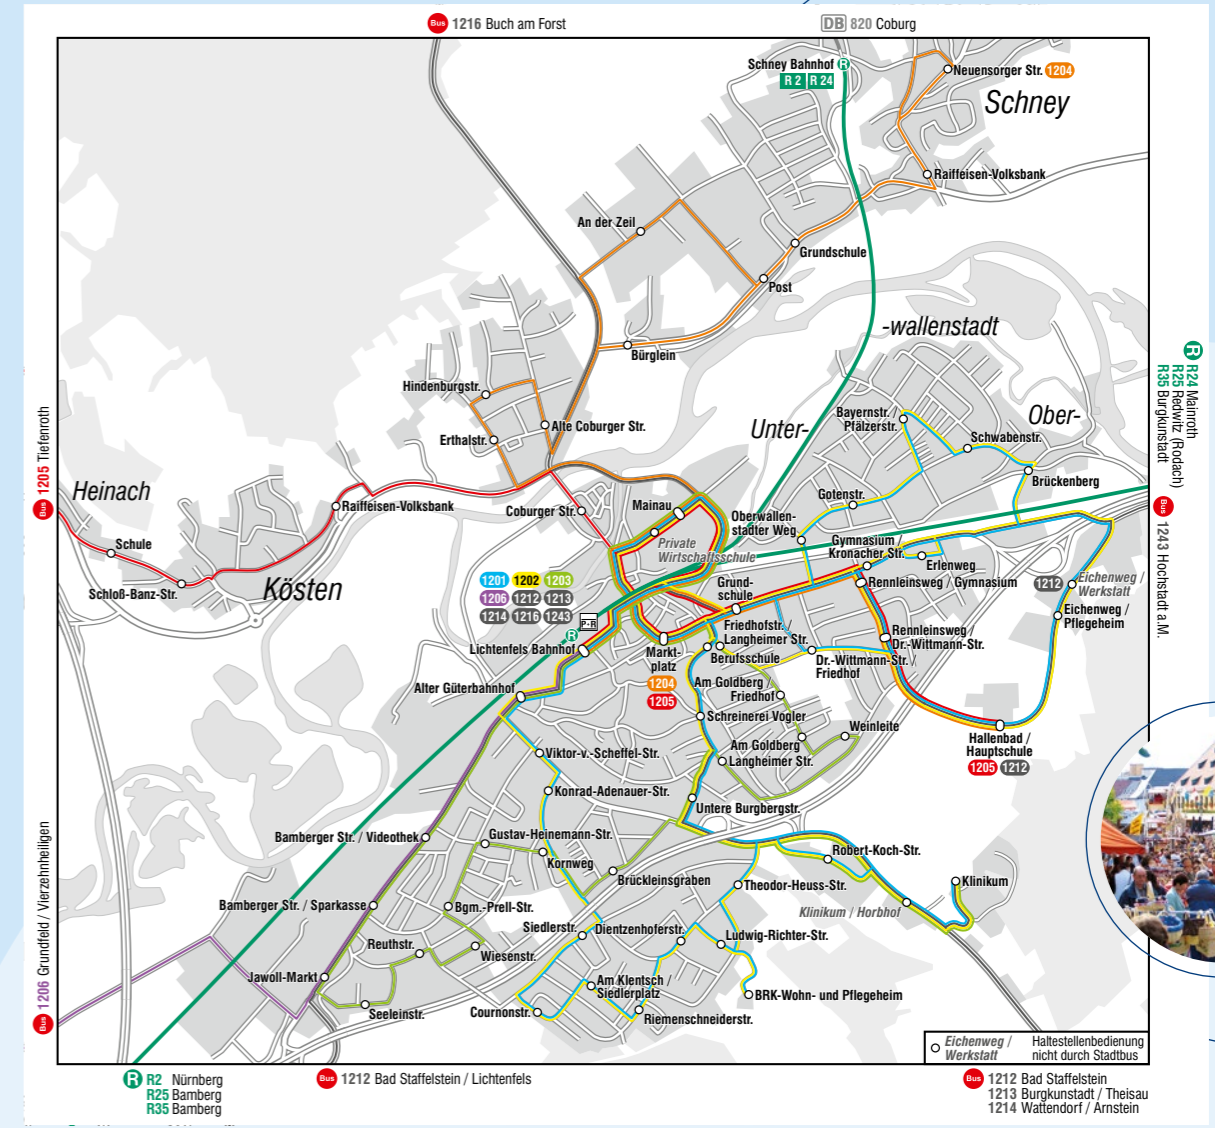 Bus 1216 Buch am Forst
DB 820 Coburg
Schney Bahnhof R
R 2 R 24
Neuensorger Str. 1204
Schney
Raiffeisen-Volksbank
An der Zeil
Grundschule
Post
Bürglein
-wallenstadt
Ober-
Unter-
Hindenburgstr.
Erthalstr.
Alte Coburger Str.
Bayernstr. /
Pfälzerstr.
Schwabenstr.
Brückenberg
Gotenstr.
R
R24 Mainroth
R25 Redwitz (Rodach)
R35 Burgkunstadt
Bus 1243 Hochstadt a.M.
Bus 1205 Tiefenroth
Heinach
Schule
Schloß-Banz-Str.
Kösten
Raiffeisen-Volksbank
Coburger Str.
Mainau
Private
Wirtschaftsschule
Oberwallen-
stadter Weg
Gymnasium /
Kronacher Str.
Erlenweg
Rennleinsweg / Gymnasium
1212 Eichenweg /
Werkstatt
Eichenweg /
Pflegeheim
Rennleinsweg /
Dr.-Wittmann-Str.
1201 1202 1203
1206 1212 1213
1214 1216 1243
P+R
R
Lichtenfels Bahnhof
Grund-
schule
Markt-
platz
1204
1205
Friedhofstr. /
Langheimer Str.
Berufsschule
Dr.-Wittmann-Str. /
Friedhof
Am Goldberg /
Friedhof
Alter Güterbahnhof
Schreinerei Vogler
Weinleite
Am Goldberg
Langheimer Str.
Hallenbad /
Hauptschule
1205 1212
Viktor-v.-Scheffel-Str.
Konrad-Adenauer-Str.
Untere Burgbergstr.
Bamberger Str. / Videothek
Gustav-Heinemann-Str.
Kornweg
Brückleinsgraben
Robert-Koch-Str.
Theodor-Heuss-Str.
Klinikum
Klinikum / Horbhof
Bamberger Str. / Sparkasse
Bgm.-Prell-Str.
Siedlerstr.
Dientzenhoferstr.
Ludwig-Richter-Str.
Reuthstr.
Wiesenstr.
Jawoll-Markt
Seeleinstr.
Am Klentsch /
Siedlerplatz
Cournonstr.
Riemenschneiderstr.
BRK-Wohn- und Pflegeheim
Bus 1206 Grundfeld / Vierzehnheiligen
Eichenweg /
Werkstatt
Haltestellenbedienung
nicht durch Stadtbus
R R2 Nürnberg
R25 Bamberg
R35 Bamberg
Bus 1212 Bad Staffelstein / Lichtenfels
Bus 1212 Bad Staffelstein
1213 Burgkunstadt / Theisau
1214 Wattendorf / Arnstein